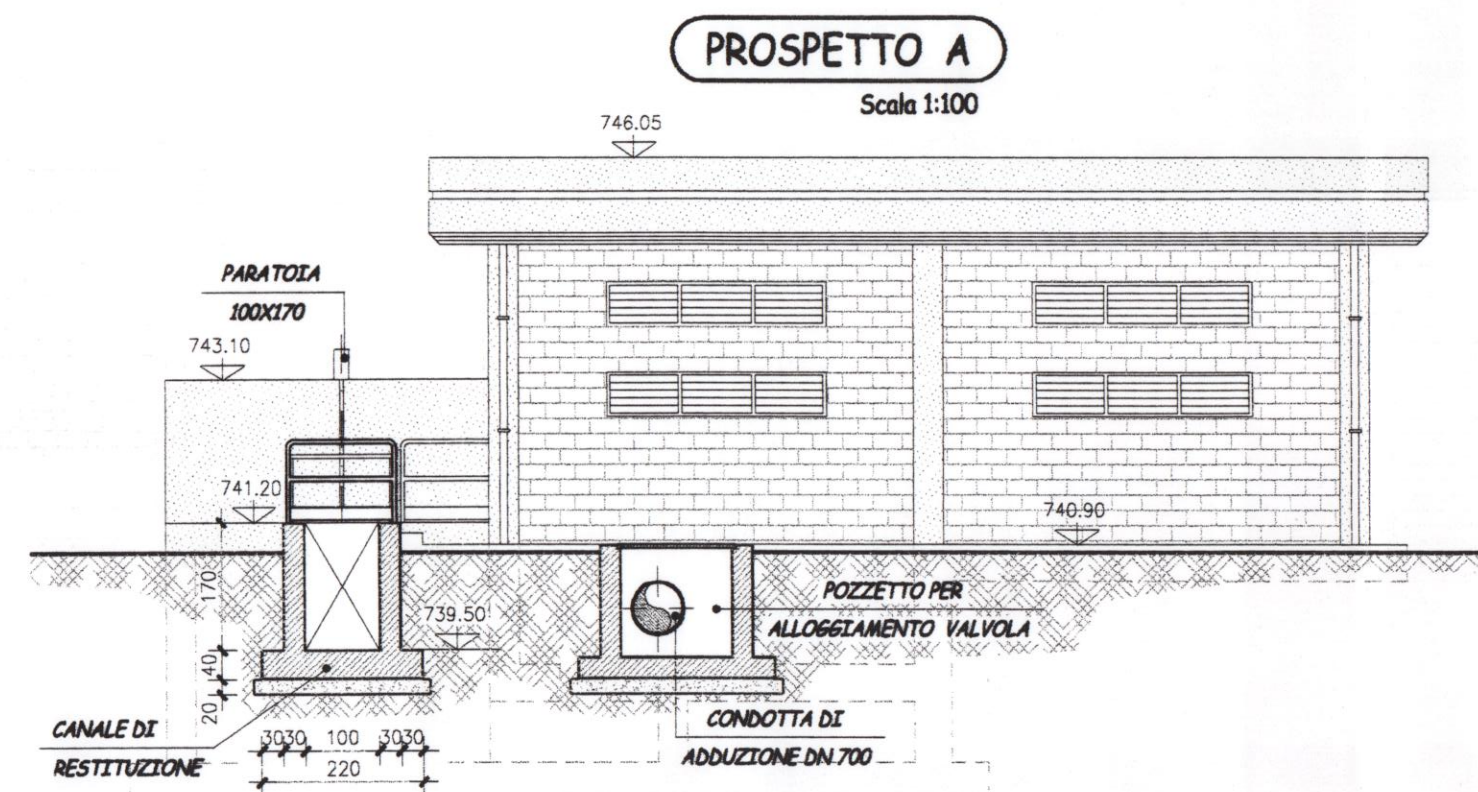 PROSPETTO A
Scala 1:100
746.05
PARATOIA
100X170
743.10
741.20
740.90
170
739.50
POZZETTO PER
ALLOGGIAMENTO VALVOLA
40
20
CANALE DI
RESTITUZIONE
30 30 100 30 30
220
CONDOTTA DI
ADDUZIONE DN 700